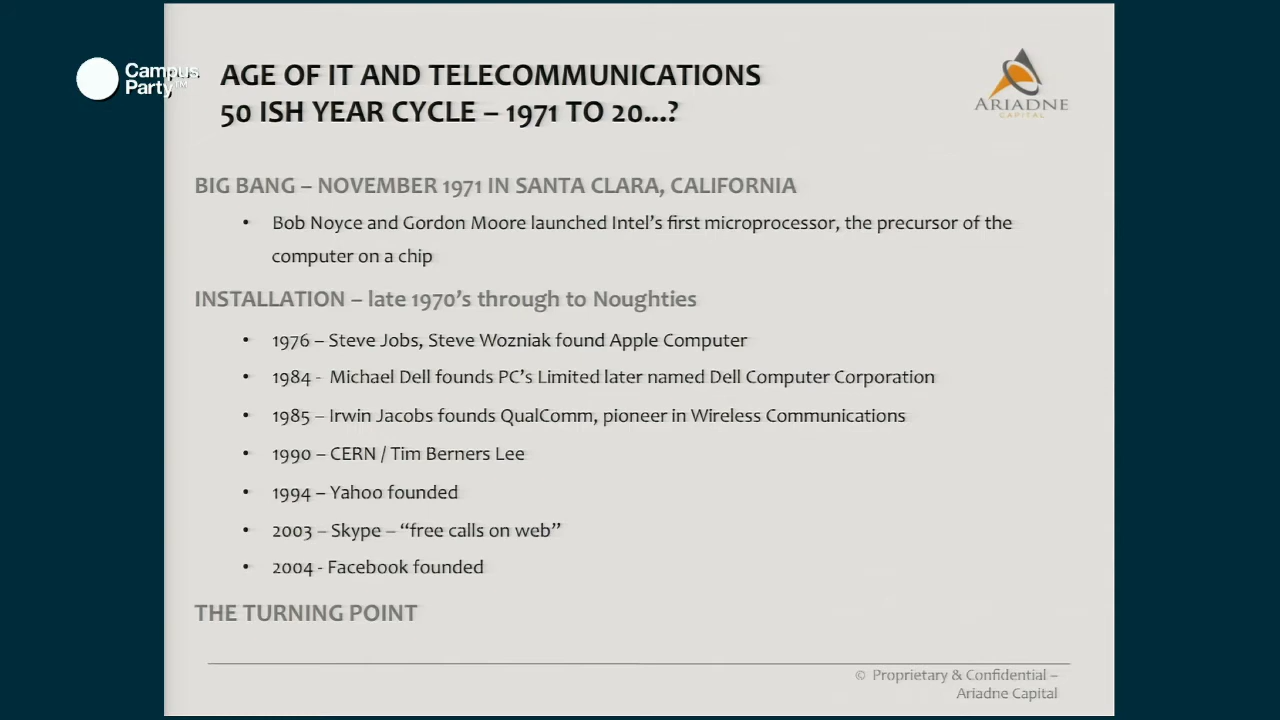 Campus
Party™
AGE OF IT AND TELECOMMUNICATIONS
50 ISH YEAR CYCLE – 1971 TO 20...?
ARIADNE
CAPITAL
BIG BANG – NOVEMBER 1971 IN SANTA CLARA, CALIFORNIA
• Bob Noyce and Gordon Moore launched Intel's first microprocessor, the precursor of the
computer on a chip
INSTALLATION – late 1970's through to Noughties
• 1976 – Steve Jobs, Steve Wozniak found Apple Computer
• 1984 - Michael Dell founds PC's Limited later named Dell Computer Corporation
• 1985 – Irwin Jacobs founds QualComm, pioneer in Wireless Communications
• 1990 – CERN / Tim Berners Lee
• 1994 – Yahoo founded
• 2003 – Skype – “free calls on web”
• 2004 - Facebook founded
THE TURNING POINT
© Proprietary & Confidential –
Ariadne Capital